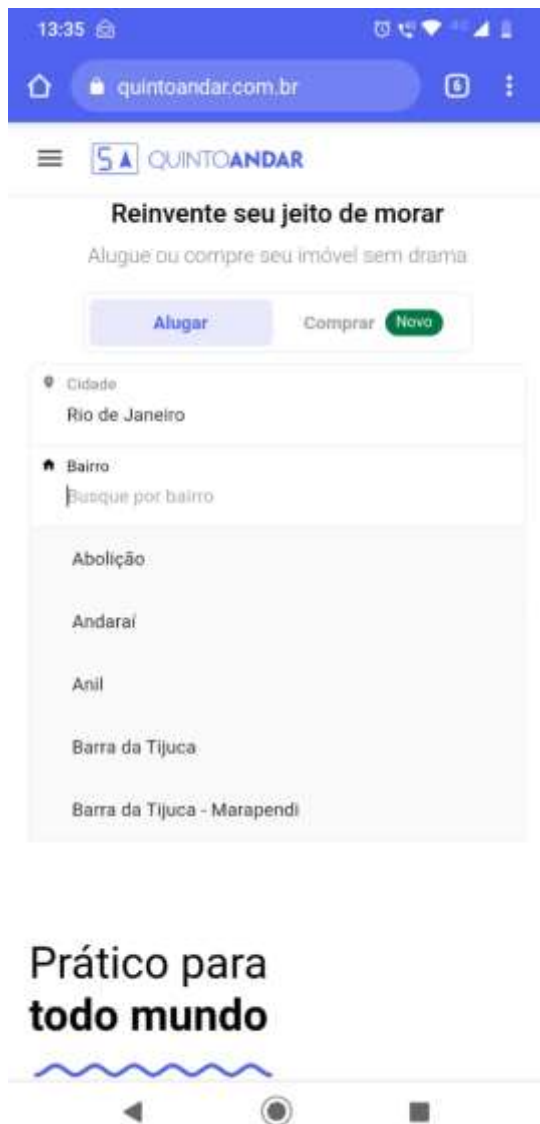 13:35
quintoandar.com.br 6
5A QUINTOANDAR
Reinvente seu jeito de morar
Alugue ou compre seu imóvel sem drama
Alugar Comprar Novo
Cidade
Rio de Janeiro
Bairro
Busque por bairro
Abolição
Andaraí
Anil
Barra da Tijuca
Barra da Tijuca - Marapendi
Prático para
todo mundo